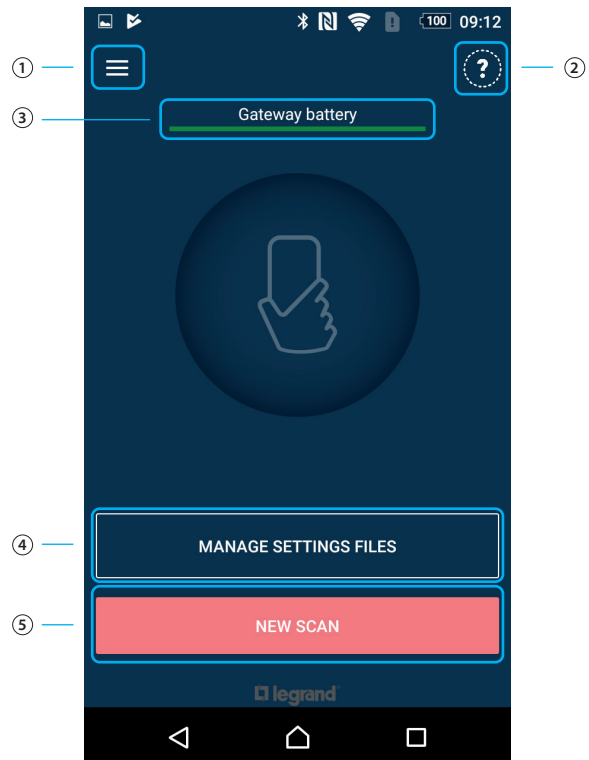 100 09:12
① ②
?
③ Gateway battery
④ MANAGE SETTINGS FILES
⑤ NEW SCAN
legrand